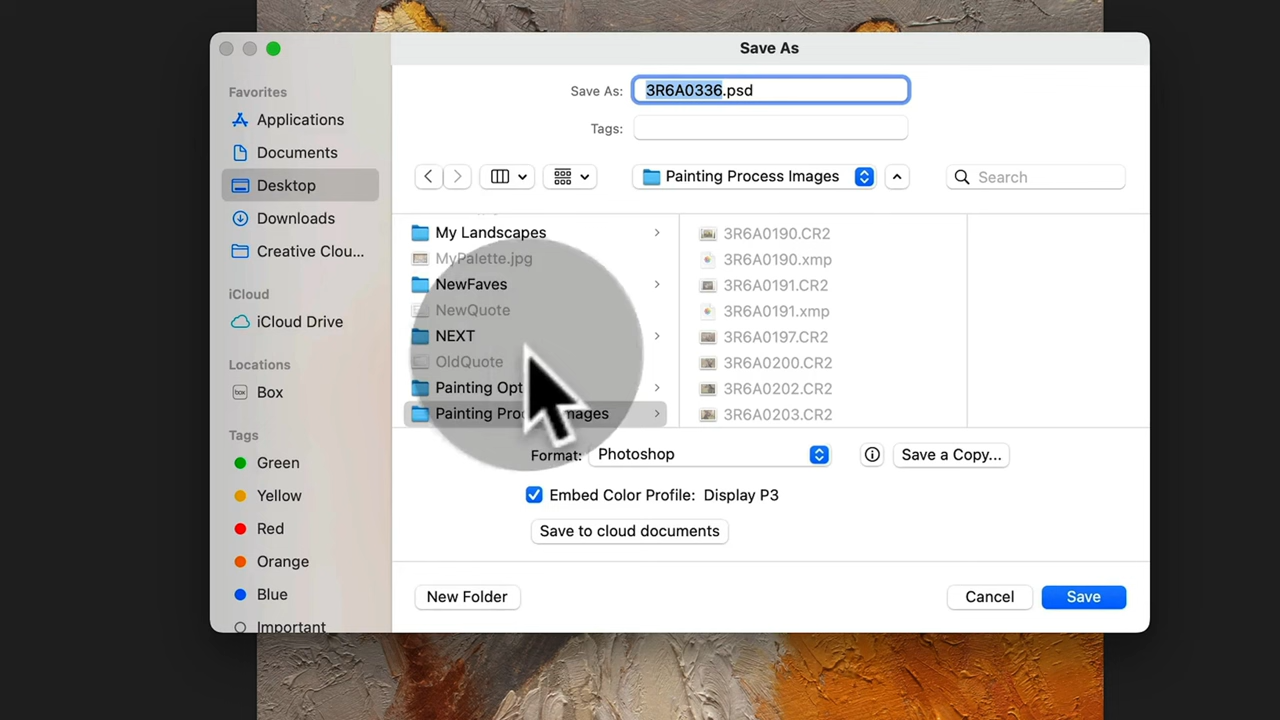 Save As
Favorites
Applications
Documents
Desktop
Downloads
Creative Clou...
iCloud
iCloud Drive
Locations
Box
Tags
Green
Yellow
Red
Orange
Blue
Important
Save As: 3R6A0336.psd
Tags:
Painting Process Images
Search
My Landscapes
MyPalette.jpg
NewFaves
NewQuote
NEXT
OldQuote
Painting Opt
Painting Pro mages
3R6A0190.CR2
3R6A0190.xmp
3R6A0191.CR2
3R6A0191.xmp
3R6A0197.CR2
3R6A0200.CR2
3R6A0202.CR2
3R6A0203.CR2
Format: Photoshop
Save a Copy...
Embed Color Profile: Display P3
Save to cloud documents
New Folder
Cancel
Save